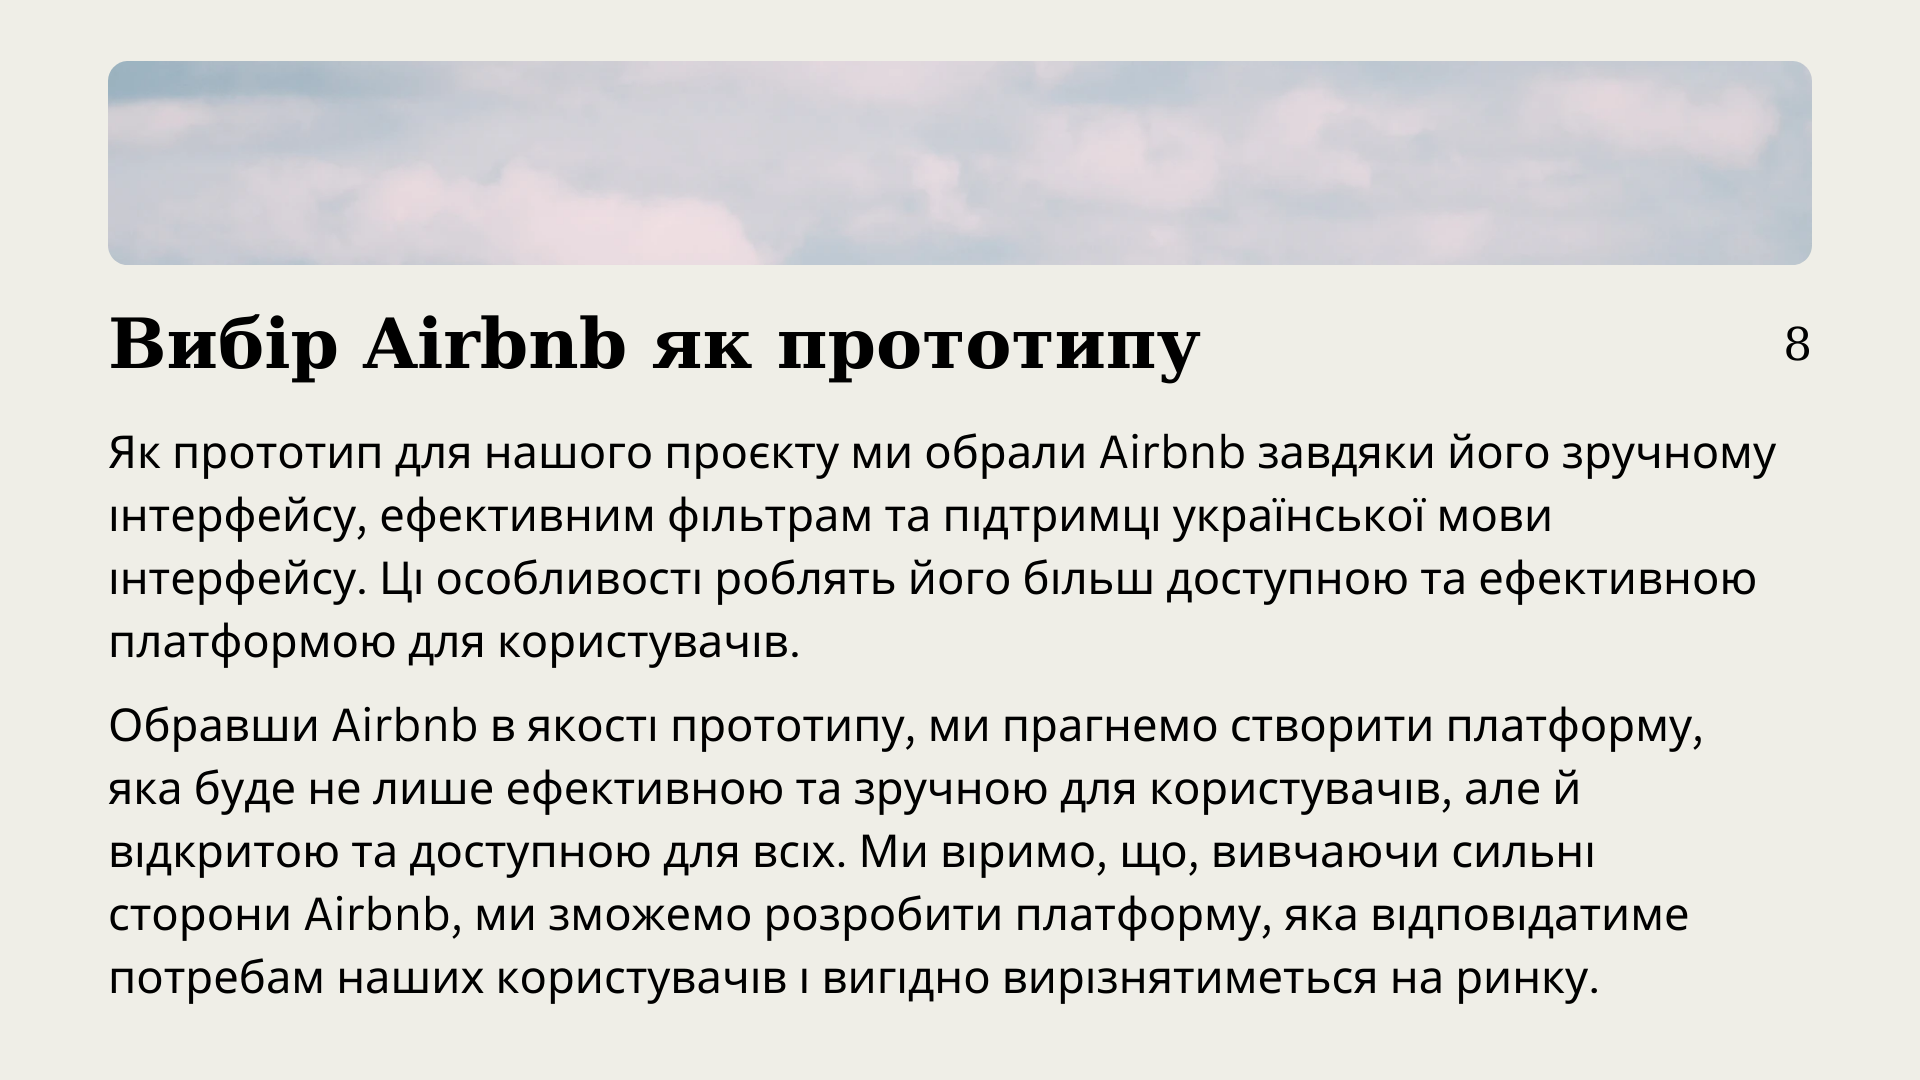 Вибір Airbnb як прототипу
8
Як прототип для нашого проєкту ми обрали Airbnb завдяки його зручному
інтерфейсу, ефективним фільтрам та підтримці української мови
інтерфейсу. Ці особливості роблять його більш доступною та ефективною
платформою для користувачів.
Обравши Airbnb в якості прототипу, ми прагнемо створити платформу,
яка буде не лише ефективною та зручною для користувачів, але й
відкритою та доступною для всіх. Ми віримо, що, вивчаючи сильні
сторони Airbnb, ми зможемо розробити платформу, яка відповідатиме
потребам наших користувачів і вигідно вирізнятиметься на ринку.